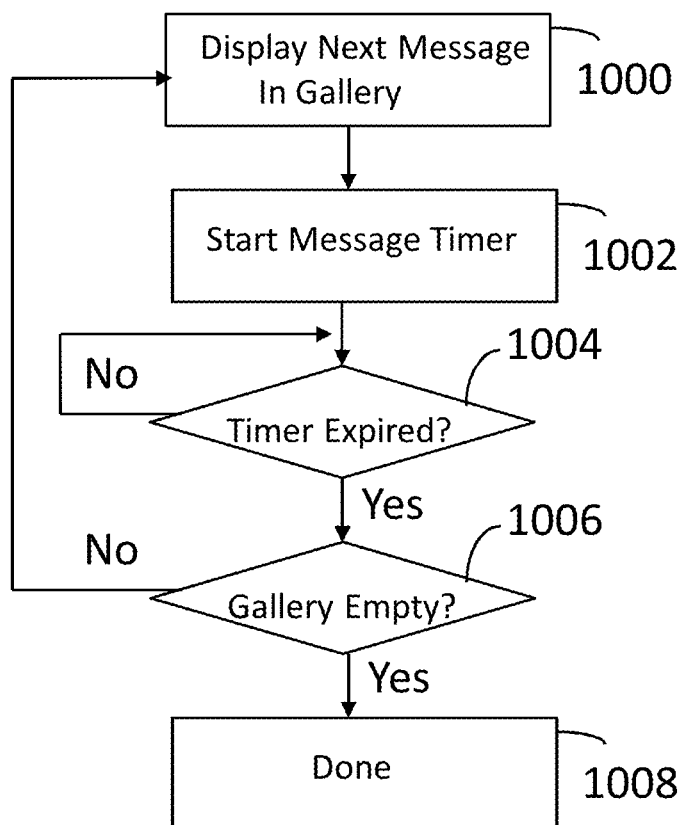 Display Next Message
In Gallery
1000
Start Message Timer
1002
1004
No
Timer Expired?
Yes
1006
No
Gallery Empty?
Yes
Done
1008